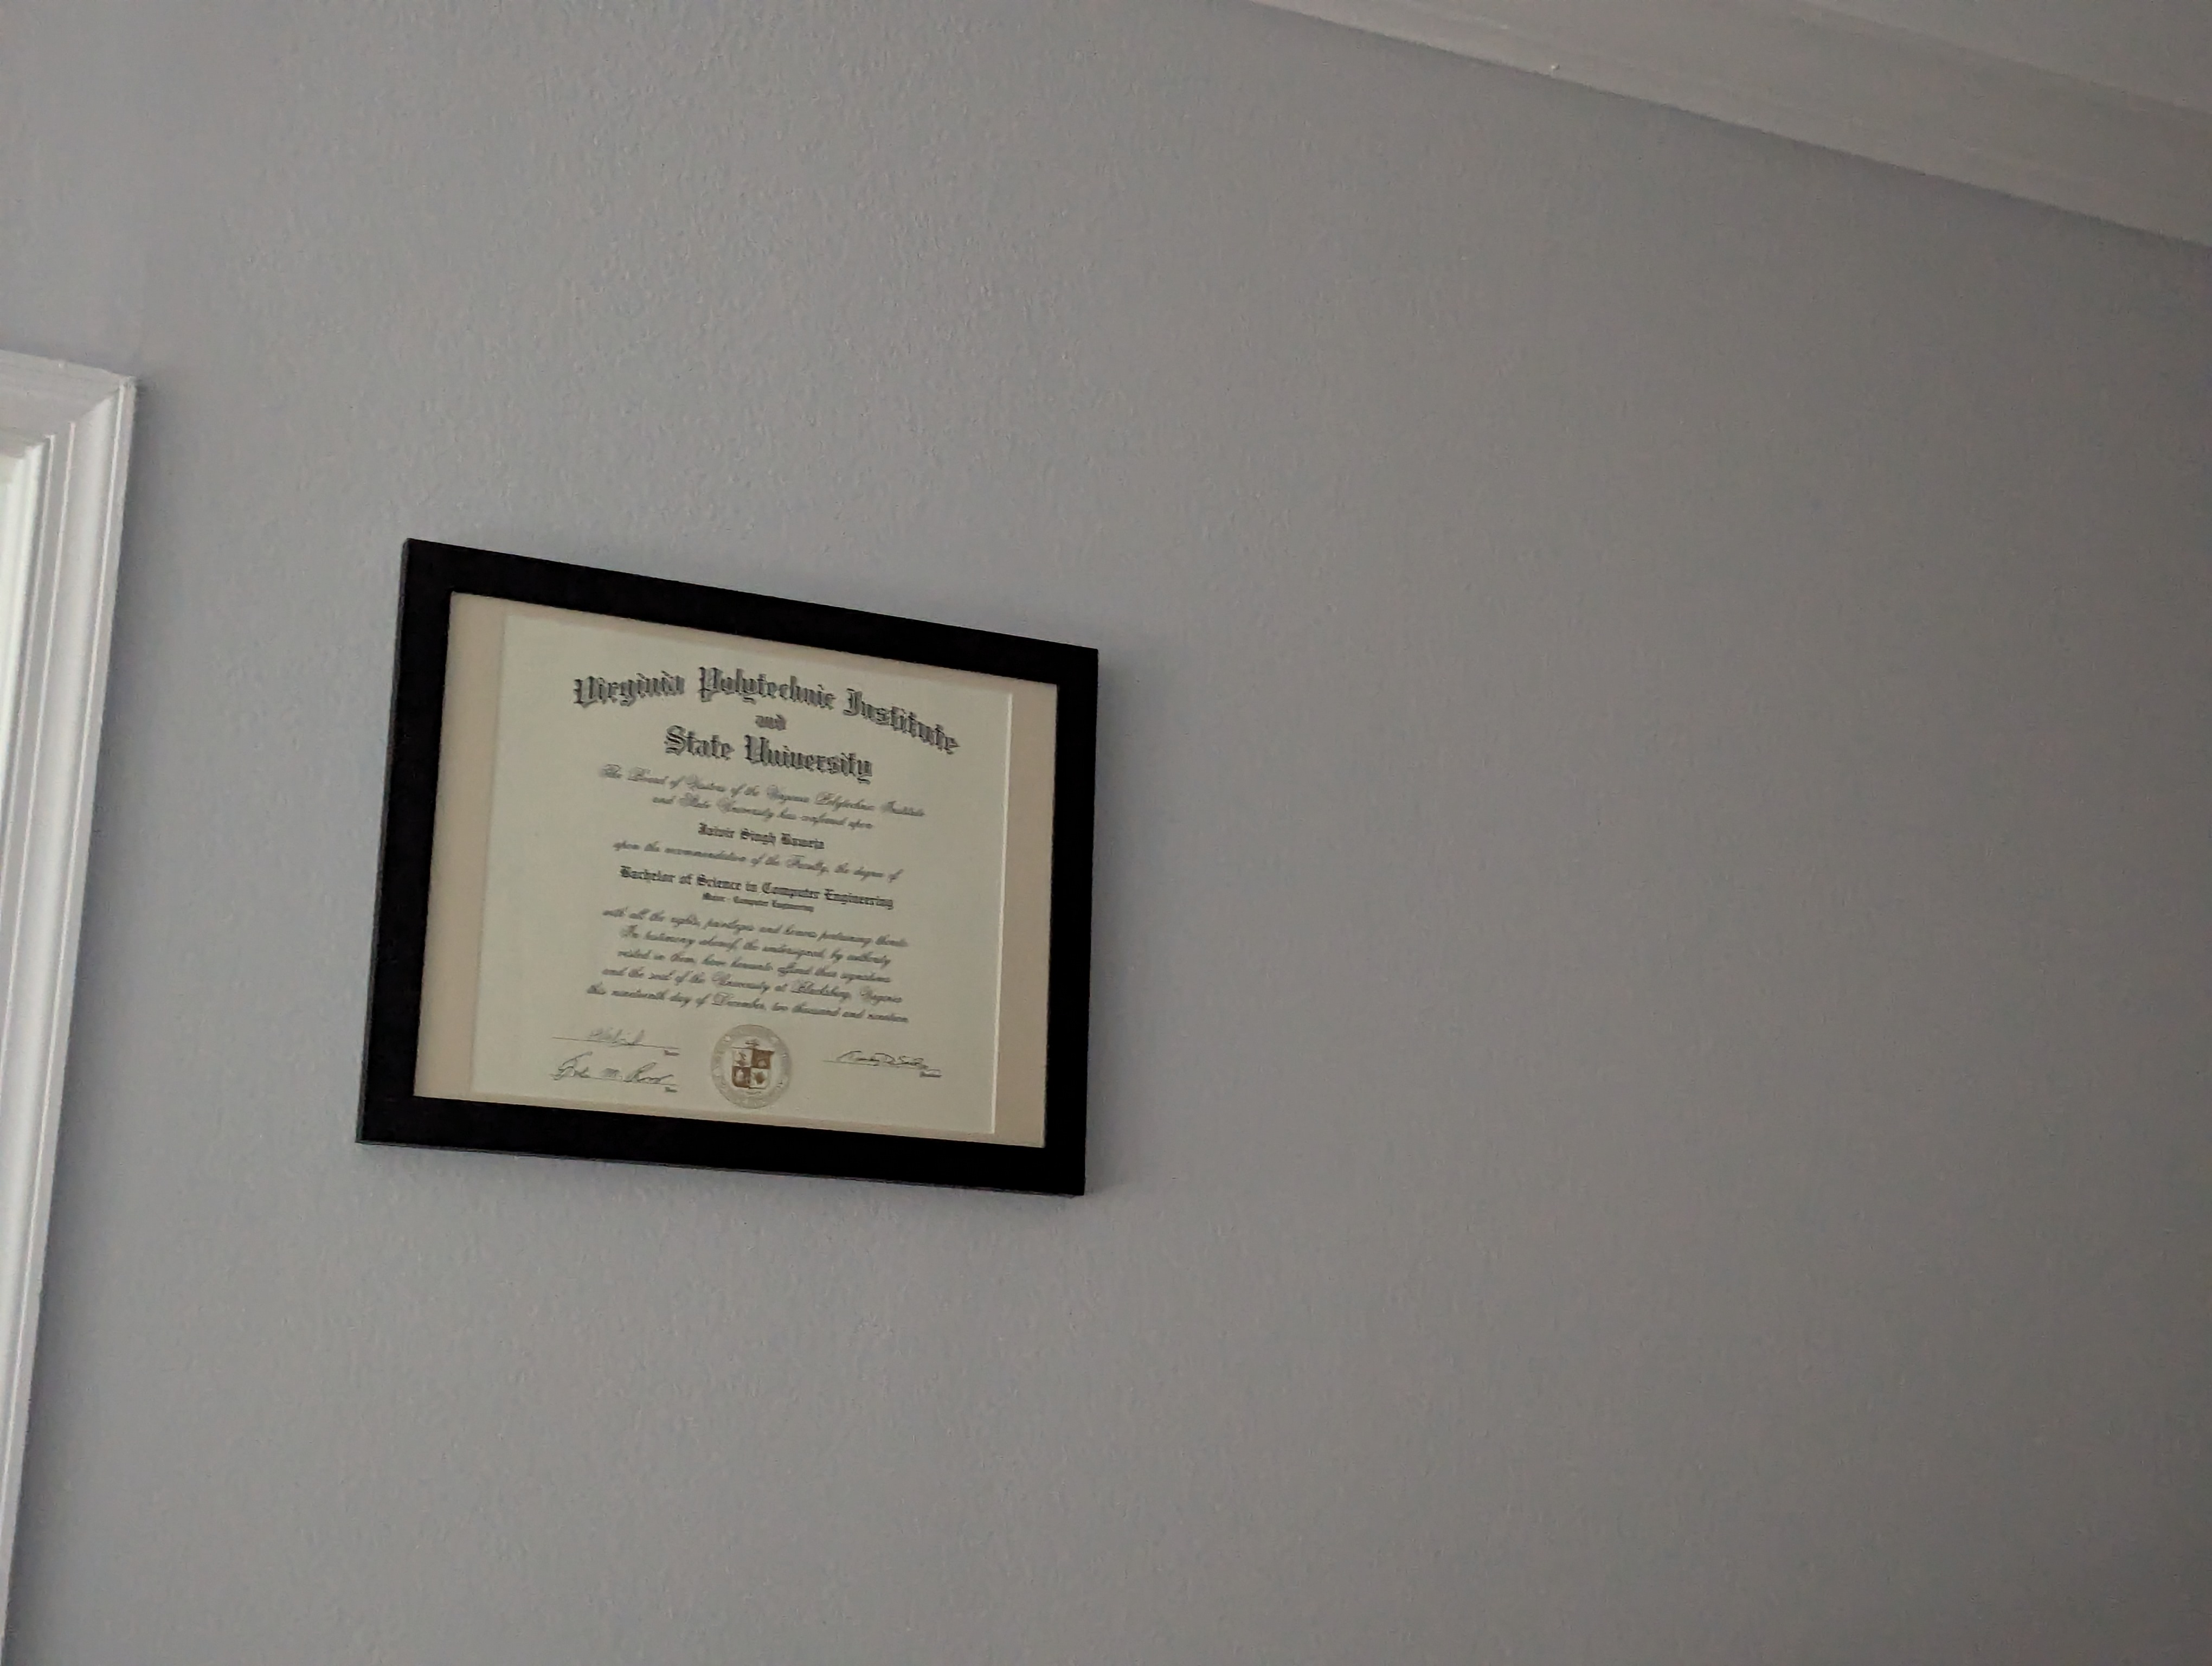 Virginia Polytechnic Institute
and
State University
The Board of Visitors of the Virginia Polytechnic Institute
and State University has conferred upon
Jaivir Singh Baweja
upon the recommendation of the Faculty, the degree of
Bachelor of Science in Computer Engineering
Major: Computer Engineering
with all the rights, privileges and honors pertaining thereto.
In testimony whereof, the undersigned, by authority
vested in them, have hereunto affixed their signatures
and the seal of the University at Blacksburg, Virginia
this nineteenth day of December, two thousand and nineteen.
Rector
President
Dean